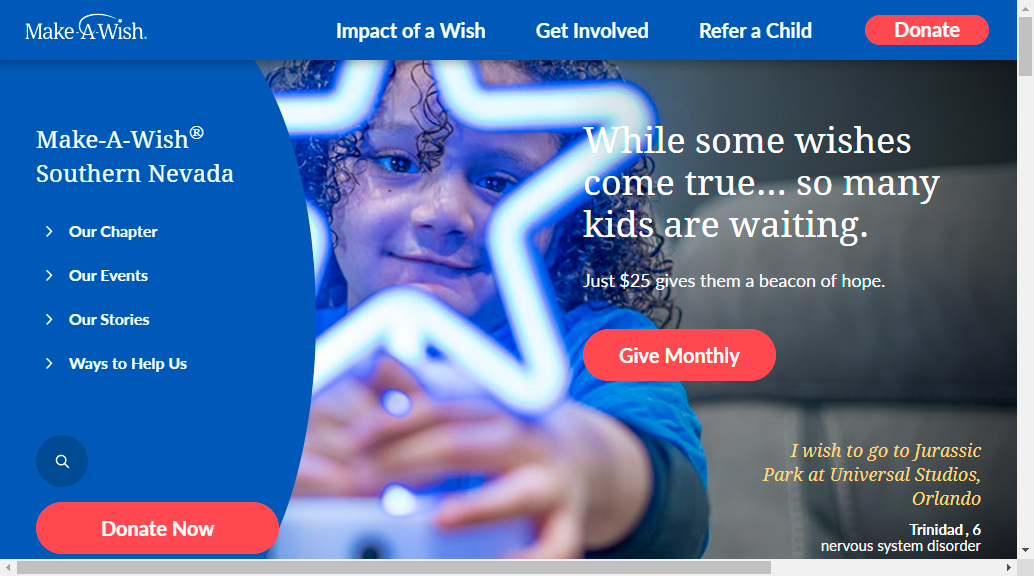 Make-A-Wish.
Impact of a Wish
Get Involved
Refer a Child
Donate
Make-A-Wish®
Southern Nevada
Our Chapter
Our Events
Our Stories
Ways to Help Us
Donate Now
While some wishes
come true... so many
kids are waiting.
Just $25 gives them a beacon of hope.
Give Monthly
I wish to go to Jurassic
Park at Universal Studios,
Orlando
Trinidad , 6
nervous system disorder